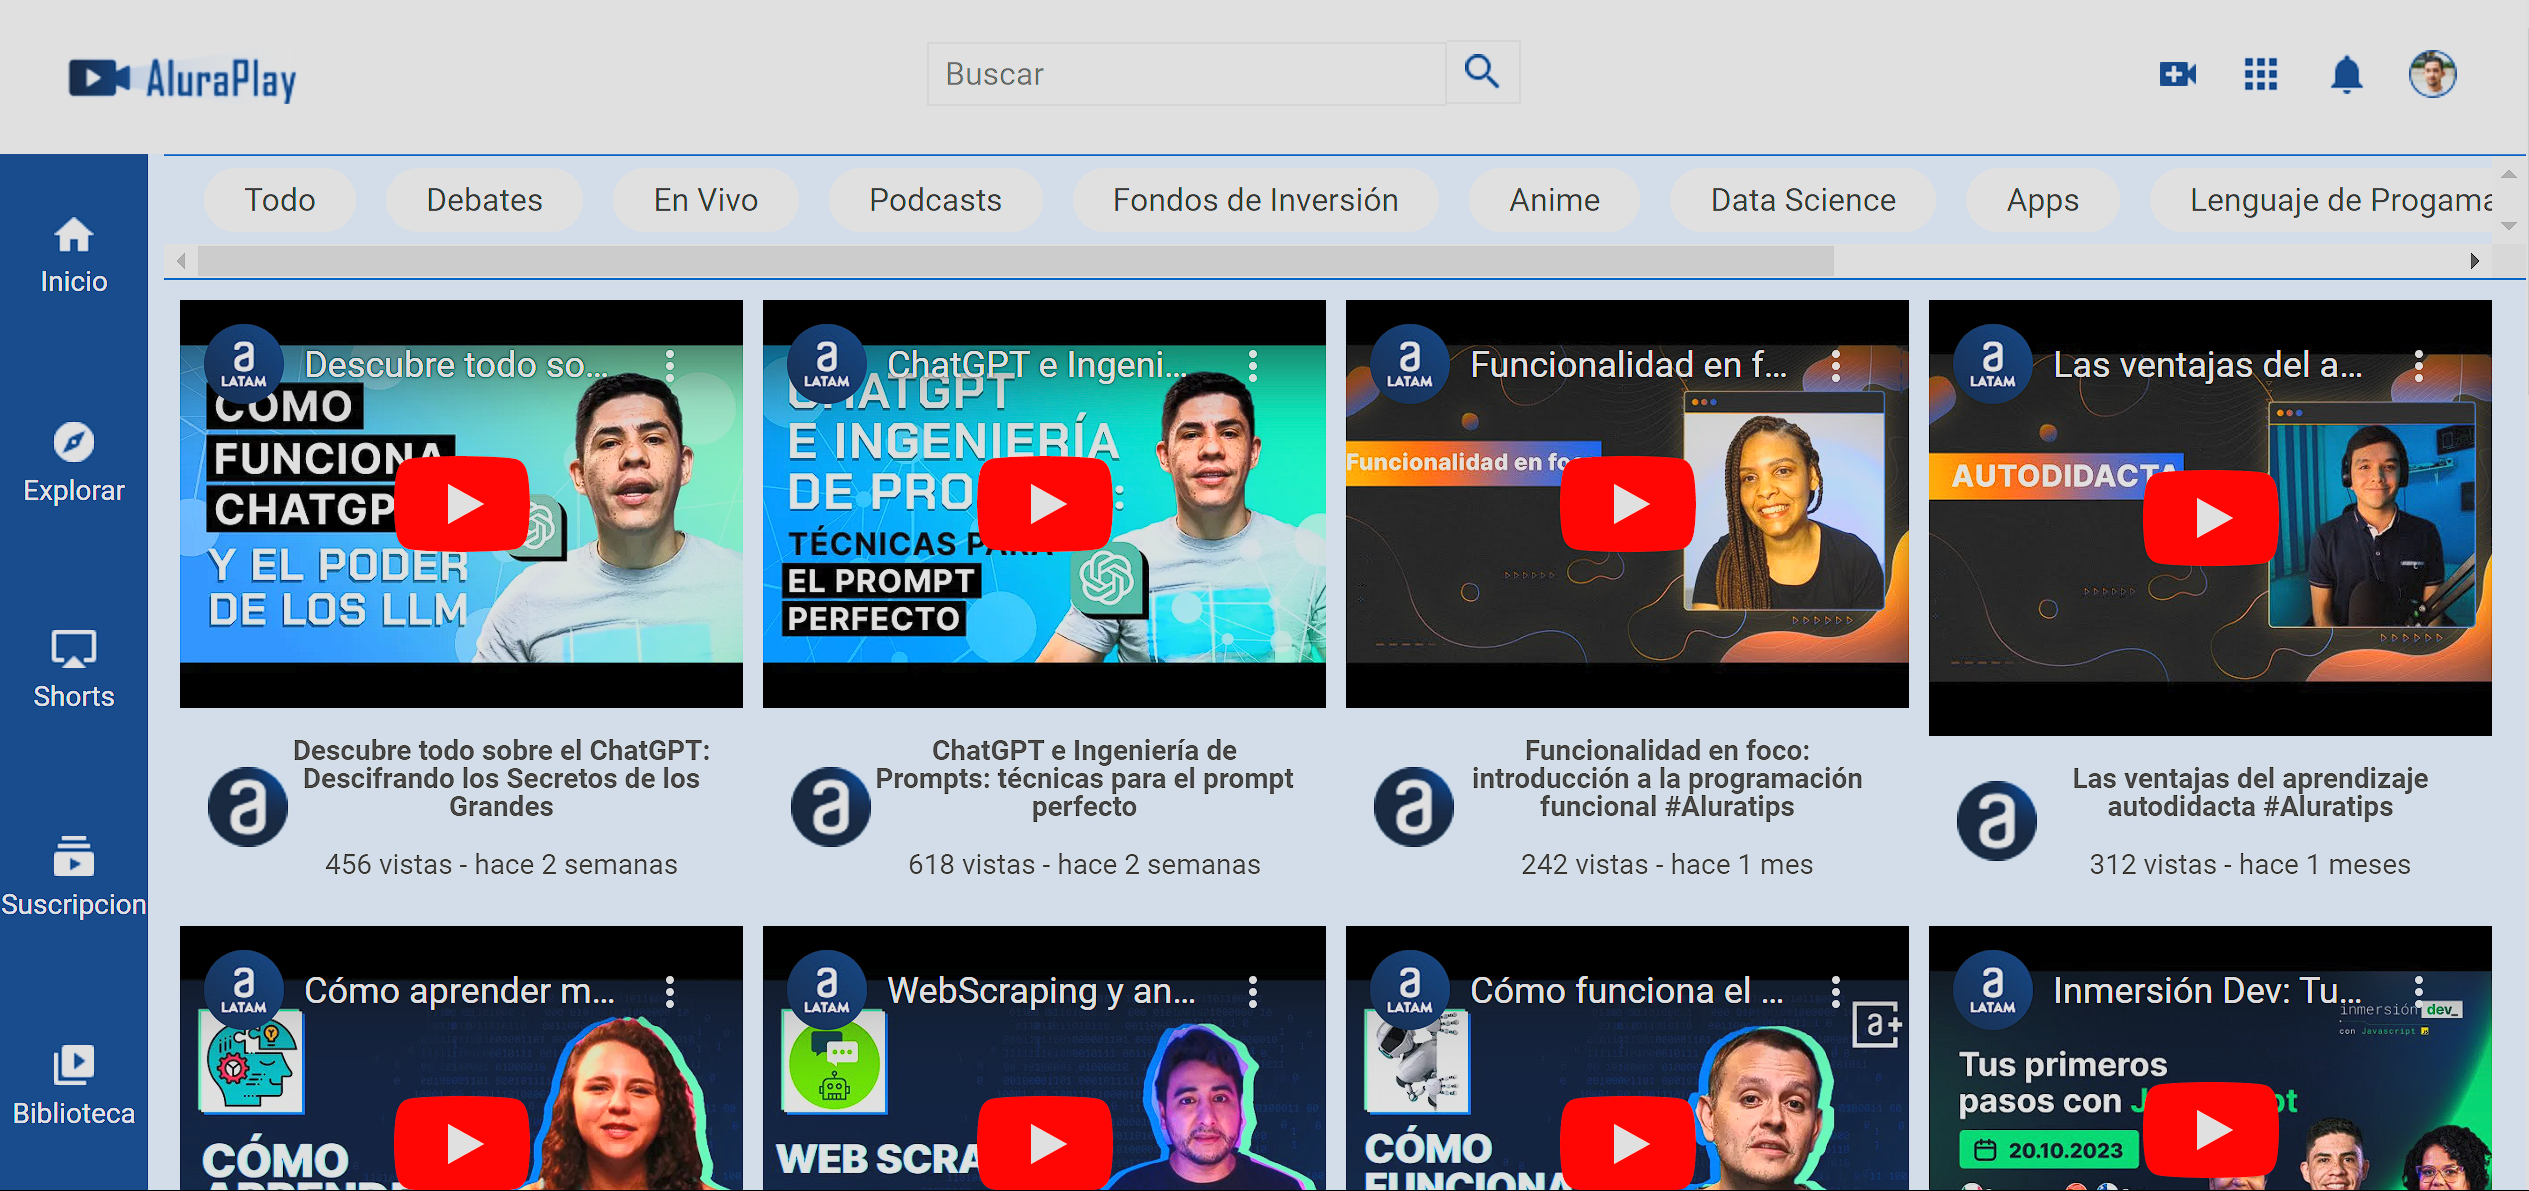 AluraPlay
Buscar
Todo
Debates
En Vivo
Podcasts
Fondos de Inversión
Anime
Data Science
Apps
Lenguaje de Progama
Inicio
Explorar
Shorts
Suscripcion
Biblioteca
a LATAM
Descubre todo so...
CÓMO
FUNCIONA
CHATGP
Y EL PODER
DE LOS LLM
a LATAM
ChatGPT e Ingeni...
CHATGPT
E INGENIERÍA
DE PRO :
TÉCNICAS PARA
EL PROMPT
PERFECTO
a LATAM
Funcionalidad en f...
Funcionalidad en fo
a LATAM
Las ventajas del a...
AUTODIDACTA
Descubre todo sobre el ChatGPT:
Descifrando los Secretos de los
Grandes
456 vistas - hace 2 semanas
ChatGPT e Ingeniería de
Prompts: técnicas para el prompt
perfecto
618 vistas - hace 2 semanas
Funcionalidad en foco:
introducción a la programación
funcional #Aluratips
242 vistas - hace 1 mes
Las ventajas del aprendizaje
autodidacta #Aluratips
312 vistas - hace 1 meses
a LATAM
Cómo aprender m...
CÓMO
APREND
a LATAM
WebScraping y an...
WEB SCRA
a LATAM
Cómo funciona el ...
a+
CÓMO
FUNCIONA
a LATAM
Inmersión Dev: Tu...
inmersión dev_
con Javascript JS
Tus primeros
pasos con J pt
20.10.2023